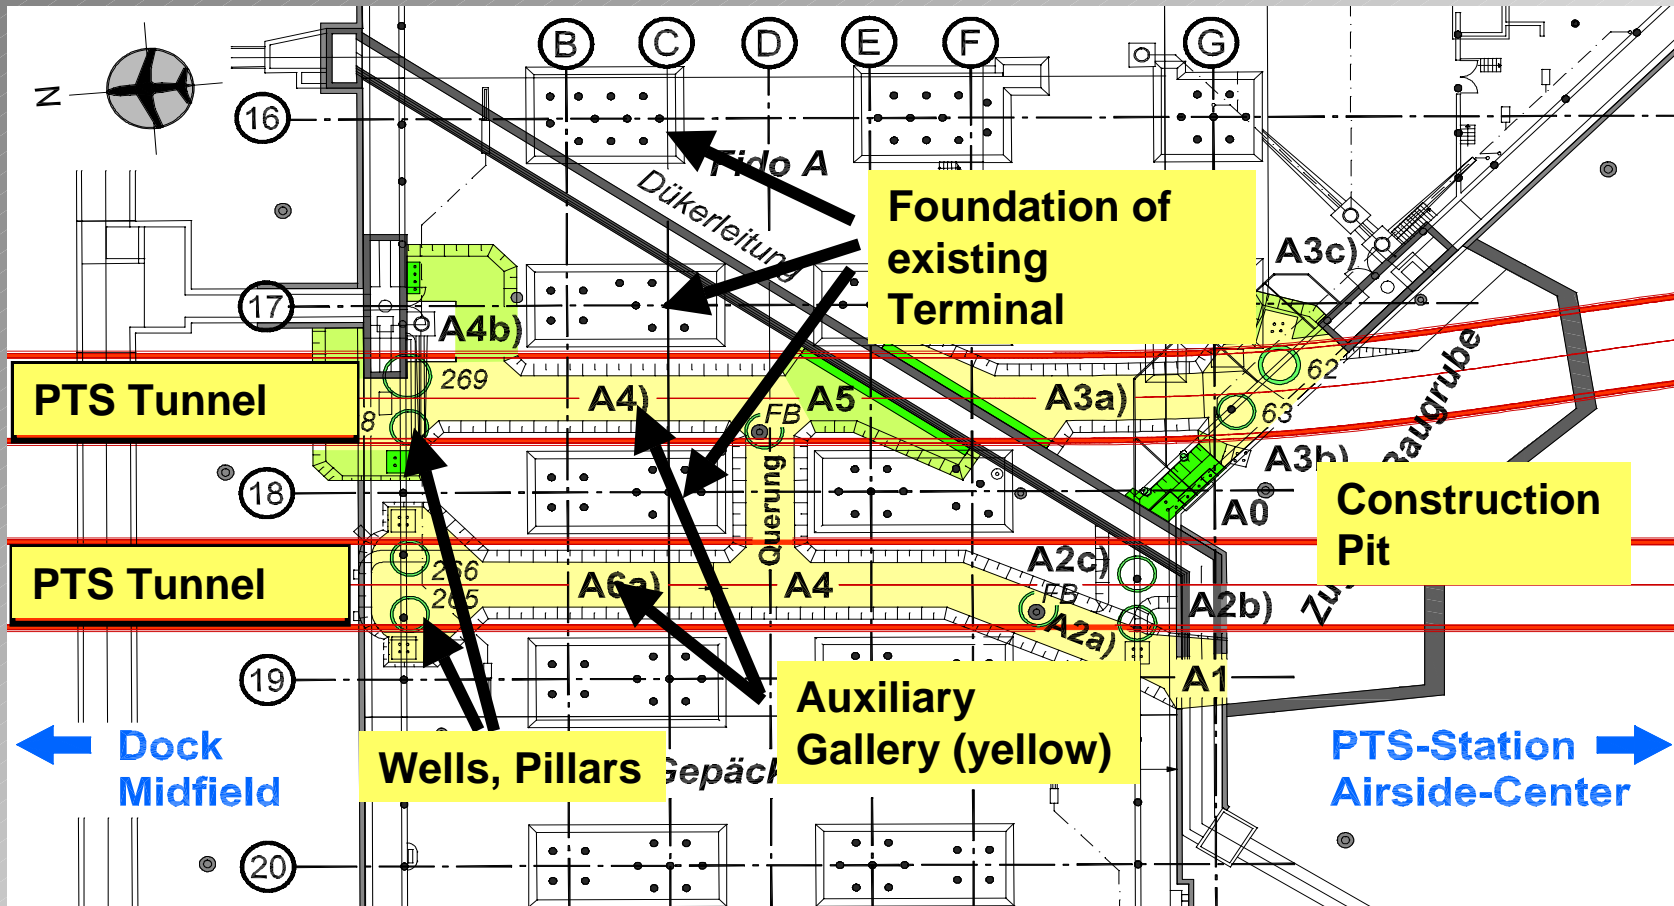 B
C
D
E
F
G
N
16
Fido A
Dükerleitung
Foundation of
existing
Terminal
A3c)
17
A4b)
269
62
PTS Tunnel
A4)
A5
A3a)
FB
63
8
A3b)
Baugrube
18
Querung
A0
Construction
Pit
266
A2c)
PTS Tunnel
265
A6a)
A4
FB
A2b)
A2a)
19
A1
Auxiliary
Gallery (yellow)
Wells, Pillars
Dock
Midfield
PTS-Station
Airside-Center
20